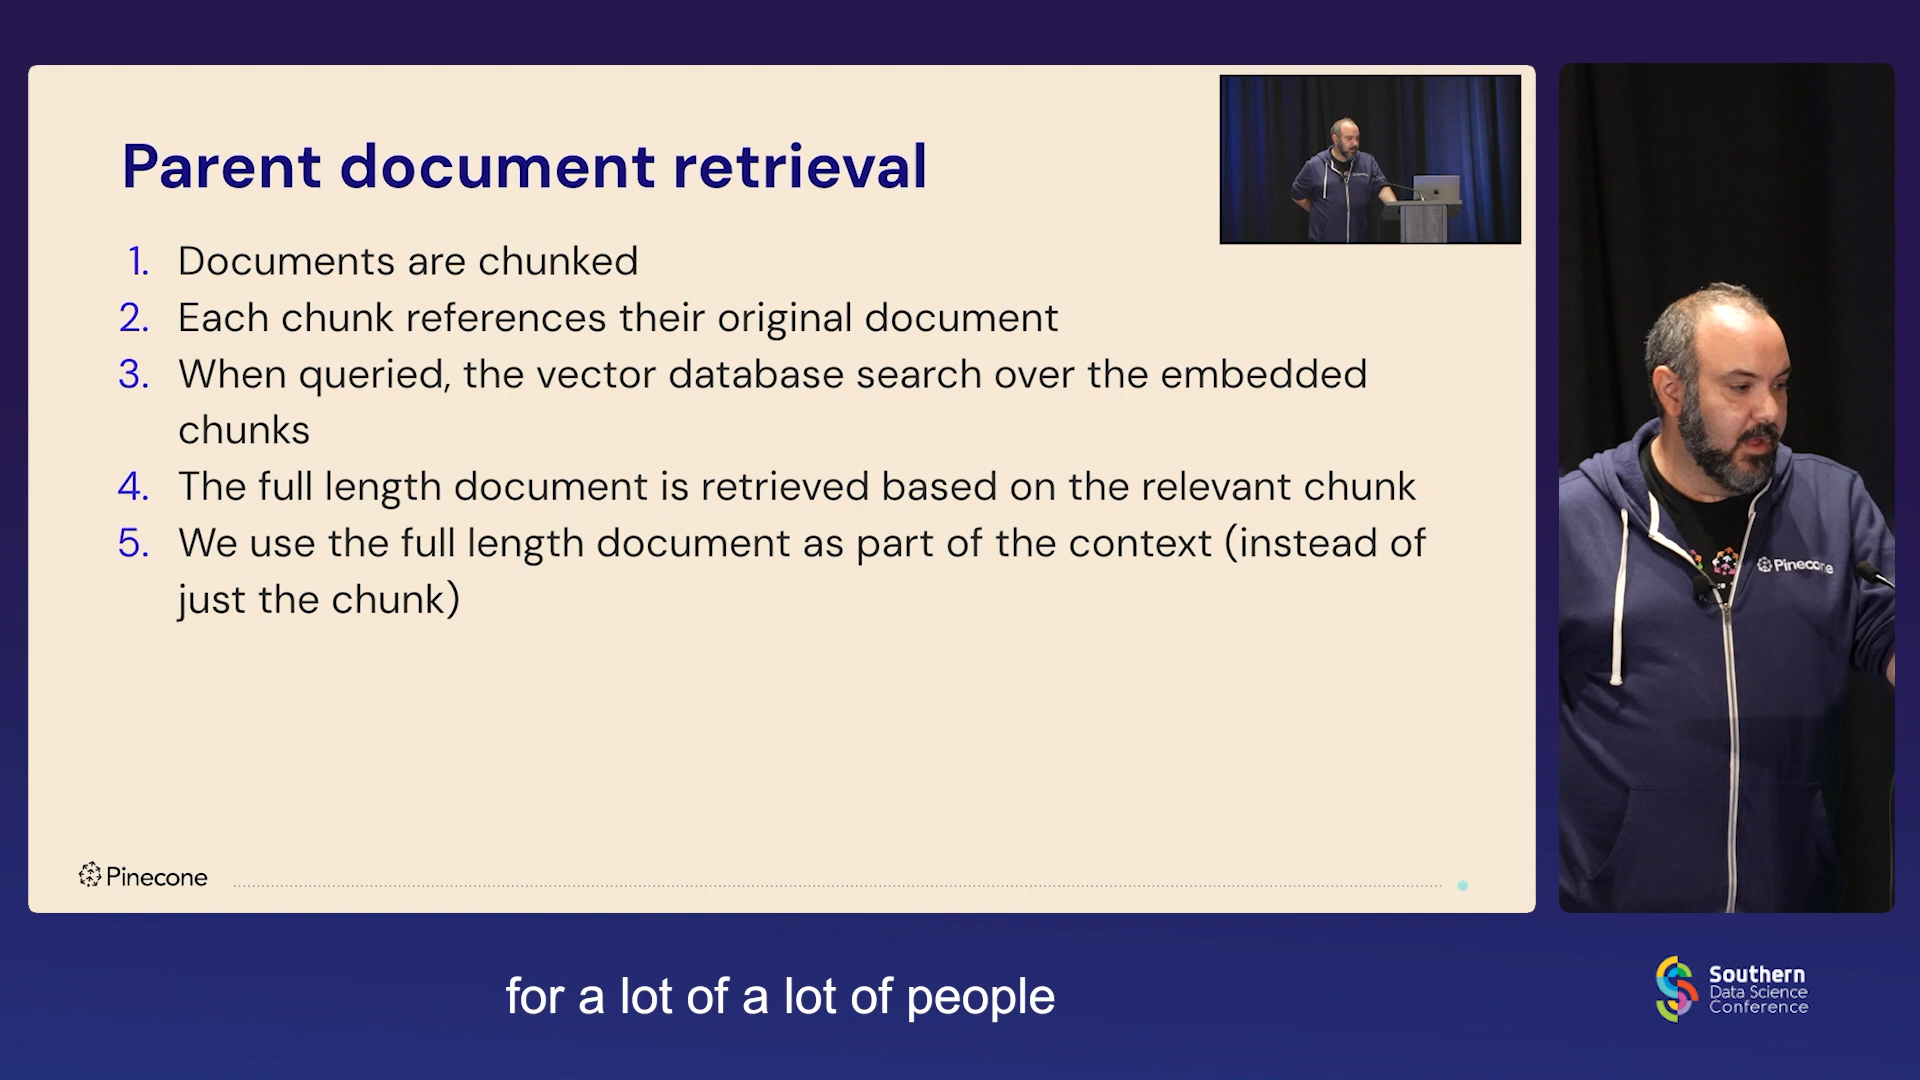 Parent document retrieval
1. Documents are chunked
2. Each chunk references their original document
3. When queried, the vector database search over the embedded
chunks
4. The full length document is retrieved based on the relevant chunk
5. We use the full length document as part of the context (instead of
just the chunk)
Pinecone
Pinecone
for a lot of a lot of people
Southern
Data Science
Conference